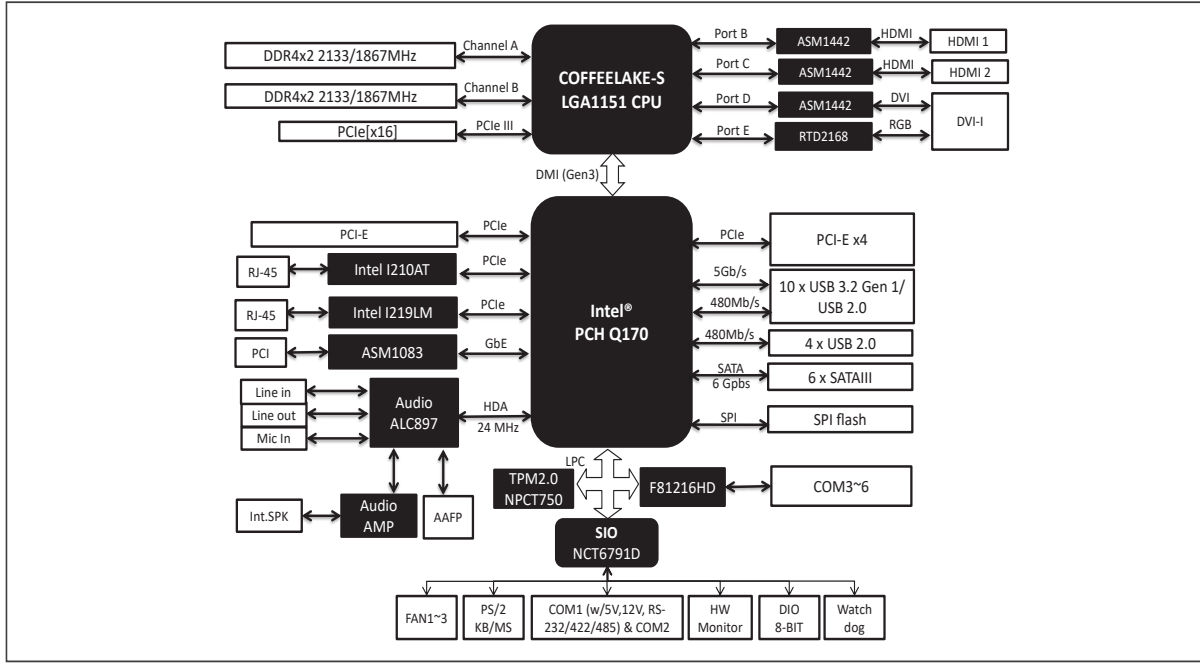 DDR4x2 2133/1867MHz
Channel A
DDR4x2 2133/1867MHz
Channel B
PCIe[x16]
PCIe III
COFFEELAKE-S
LGA1151 CPU
Port B
ASM1442
HDMI
HDMI 1
Port C
ASM1442
HDMI
HDMI 2
Port D
ASM1442
DVI
DVI-I
Port E
RTD2168
RGB
DMI (Gen3)
PCI-E
PCIe
RJ-45
Intel I210AT
PCIe
RJ-45
Intel I219LM
PCIe
PCI
ASM1083
GbE
Line in
Line out
Mic In
Audio
ALC897
HDA
24 MHz
Int.SPK
Audio
AMP
AAFP
Intel®
PCH Q170
PCIe
PCI-E x4
5Gb/s
480Mb/s
10 x USB 3.2 Gen 1/
USB 2.0
480Mb/s
4 x USB 2.0
SATA
6 Gpbs
6 x SATAIII
SPI
SPI flash
LPC
TPM2.0
NPCT750
F81216HD
COM3~6
SIO
NCT6791D
FAN1~3
PS/2
KB/MS
COM1 (w/5V,12V, RS-
232/422/485) & COM2
HW
Monitor
DIO
8-BIT
Watch
dog